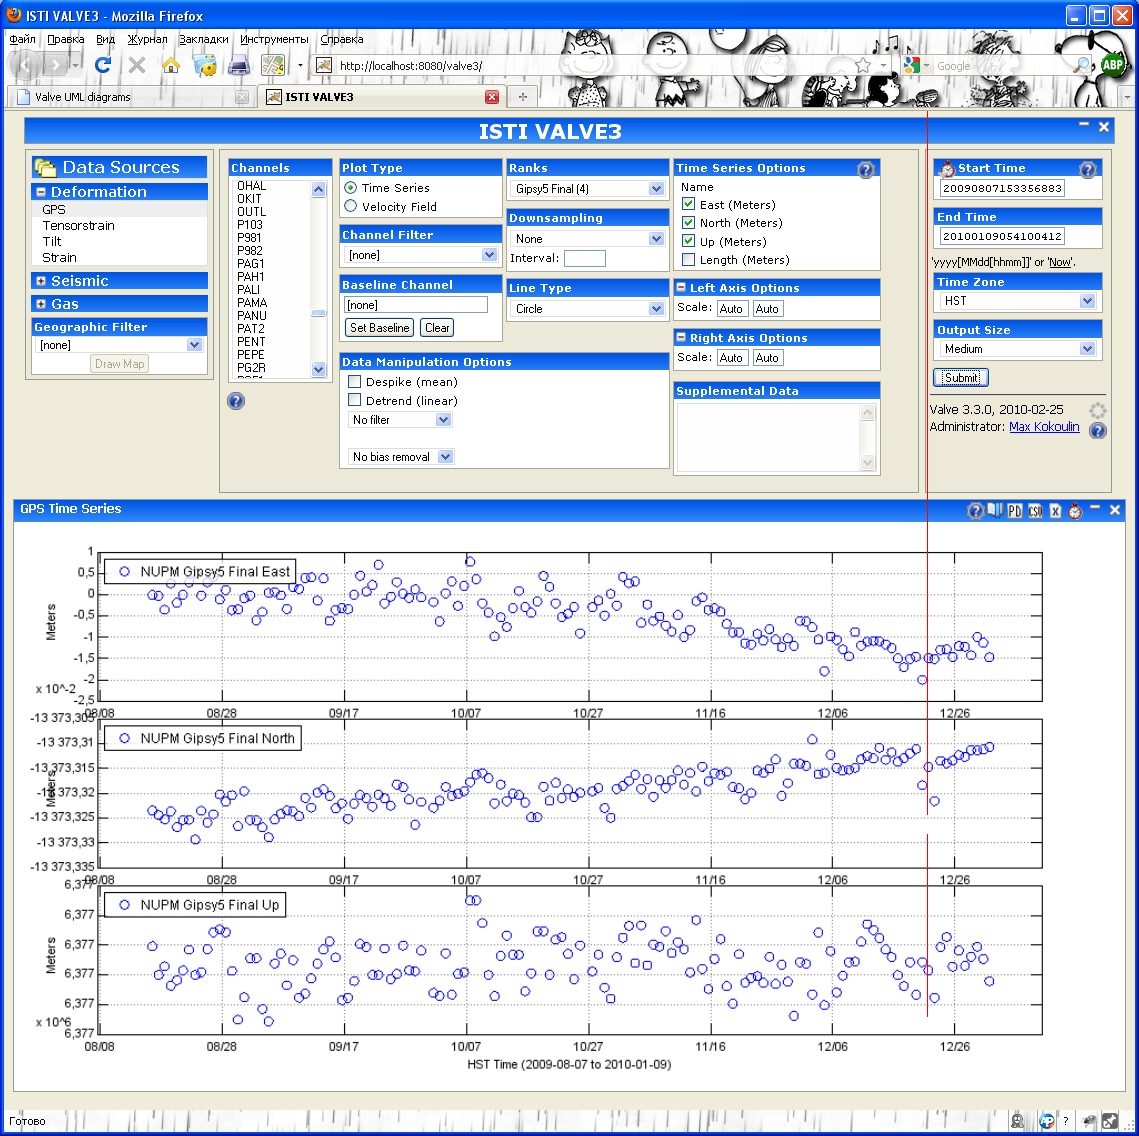 ISTI VALVE3 - Mozilla Firefox
Файл Правка Вид Журнал Закладки Инструменты Справка
http://localhost:8080/valve3/
Google
ABP
Valve UML diagrams
ISTI VALVE3
ISTI VALVE3
Data Sources
Deformation
GPS
Tensorstrain
Tilt
Strain
Seismic
Gas
Geographic Filter
[none]
Draw Map
Channels
OHAL
OKIT
OUTL
P103
P981
P982
PAG1
PAH1
PALI
PAMA
PANU
PAT2
PENT
PEPE
PG2R
Plot Type
Time Series
Velocity Field
Channel Filter
[none]
Baseline Channel
[none]
Set Baseline Clear
Ranks
Gipsy5 Final (4)
Downsampling
None
Interval:
Line Type
Circle
Data Manipulation Options
Despike (mean)
Detrend (linear)
No filter
No bias removal
Time Series Options
Name
East (Meters)
North (Meters)
Up (Meters)
Length (Meters)
Left Axis Options
Scale: Auto Auto
Right Axis Options
Scale: Auto Auto
Supplemental Data
Start Time
20090807153356883
End Time
20100109054100412
'yyyy[MMdd[hhmm]]' or 'Now'.
Time Zone
HST
Output Size
Medium
Submit
Valve 3.3.0, 2010-02-25
Administrator: Max Kokoulin
GPS Time Series
PD CSV X
NUPM Gipsy5 Final East
1
0,5
0
-0,5
-1
-1,5
-2
-2,5
Meters
x 10^-2
08/08 08/28 09/17 10/07 10/27 11/16 12/06 12/26
NUPM Gipsy5 Final North
-13 373,305
-13 373,31
-13 373,315
-13 373,32
-13 373,325
-13 373,33
-13 373,335
Meters
08/08 08/28 09/17 10/07 10/27 11/16 12/06 12/26
NUPM Gipsy5 Final Up
6,377
6,377
6,377
6,377
6,377
6,377
Meters
x 10^6
08/08 08/28 09/17 10/07 10/27 11/16 12/06 12/26
HST Time (2009-08-07 to 2010-01-09)
Готово
?